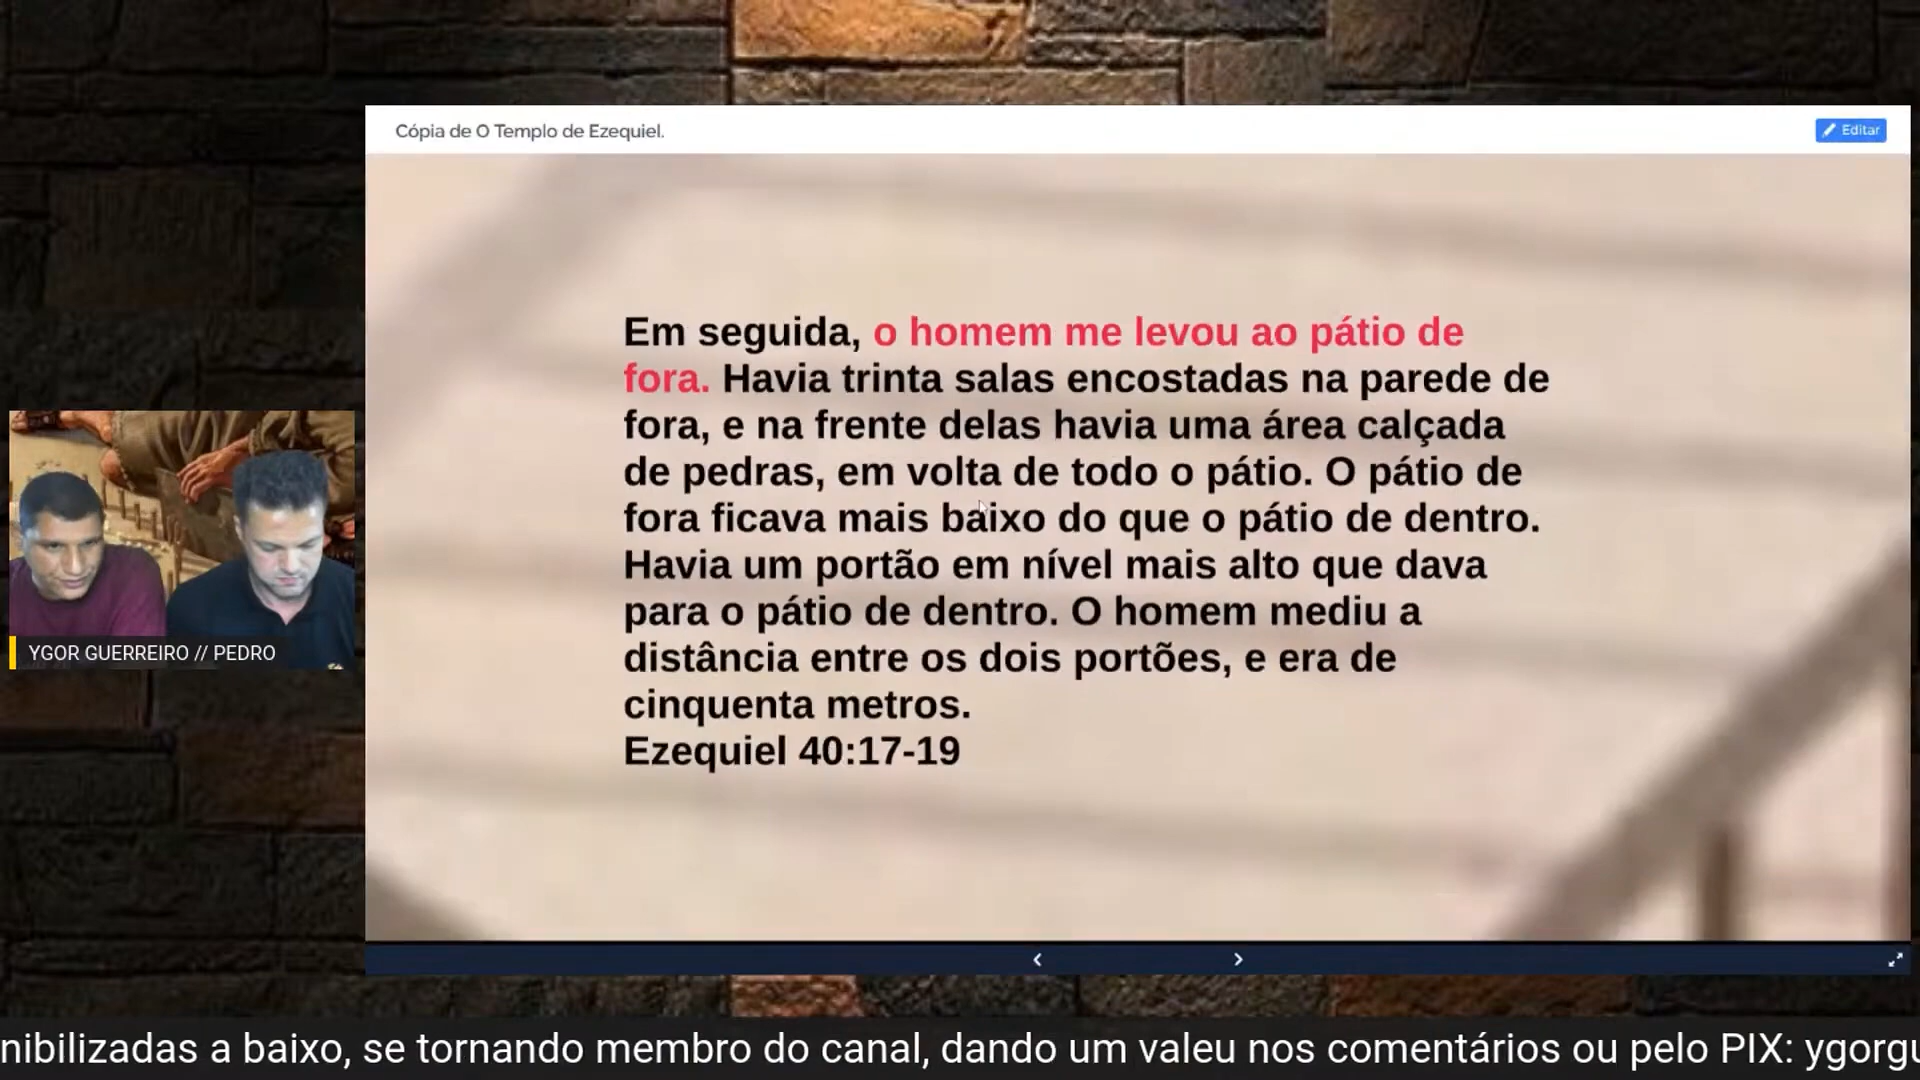 Cópia de O Templo de Ezequiel.
Editar
Em seguida, o homem me levou ao pátio de
fora. Havia trinta salas encostadas na parede de
fora, e na frente delas havia uma área calçada
de pedras, em volta de todo o pátio. O pátio de
fora ficava mais baixo do que o pátio de dentro.
Havia um portão em nível mais alto que dava
para o pátio de dentro. O homem mediu a
distância entre os dois portões, e era de
cinquenta metros.
Ezequiel 40:17-19
YGOR GUERREIRO // PEDRO
nibilizadas a baixo, se tornando membro do canal, dando um valeu nos comentários ou pelo PIX: ygorgu